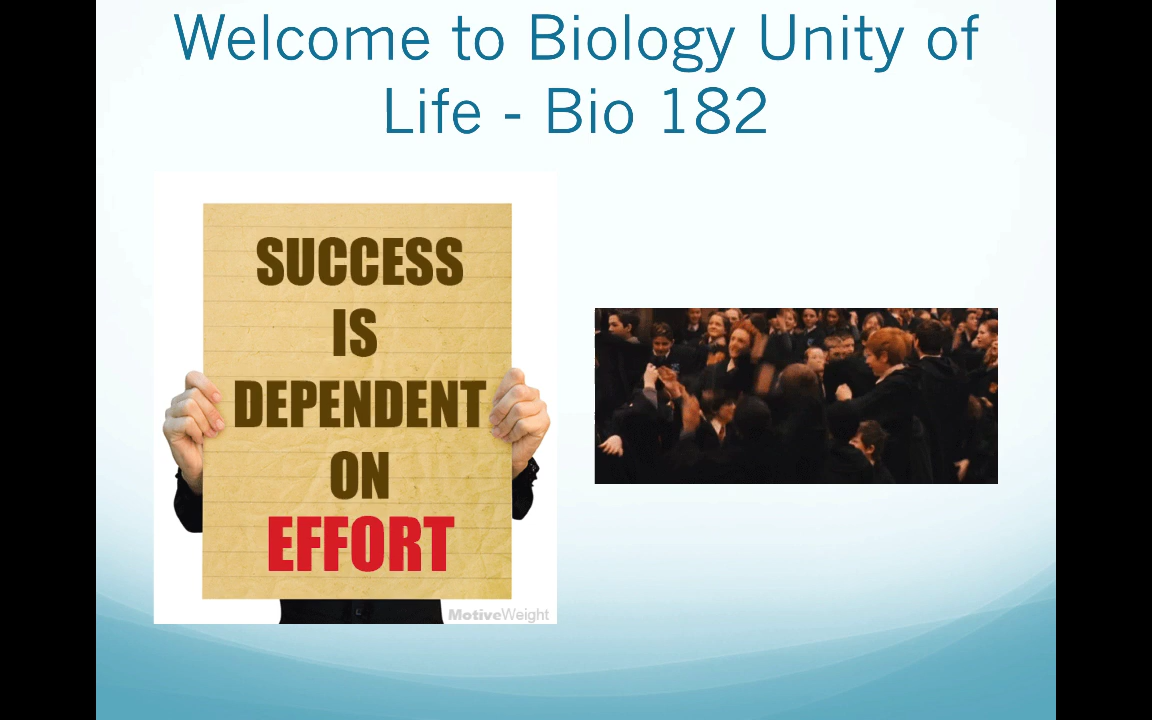 Welcome to Biology Unity of
Life - Bio 182
SUCCESS
IS
DEPENDENT
ON
EFFORT
MotiveWeight